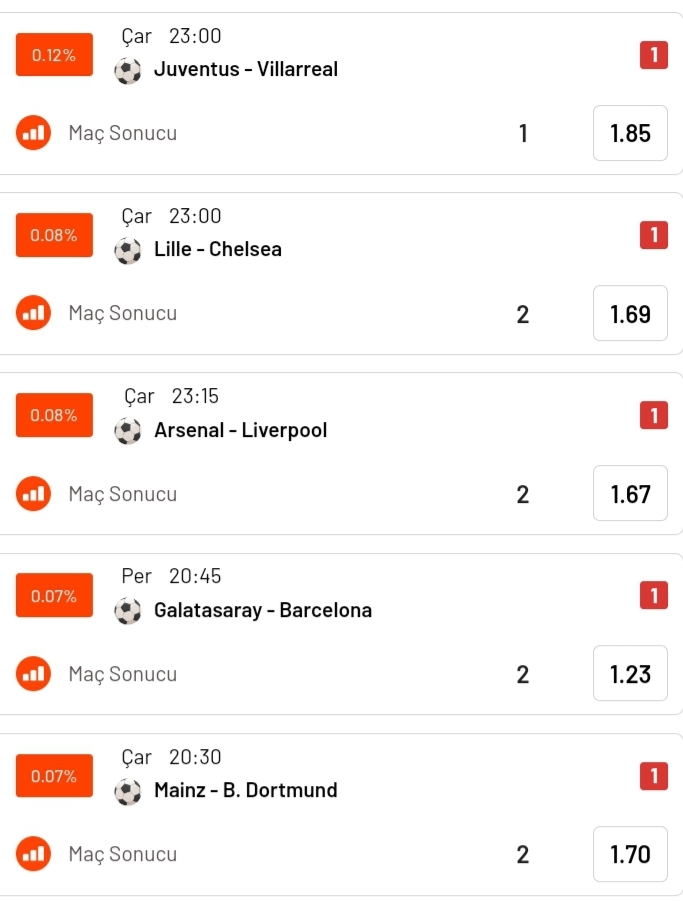 0.12% Çar 23:00
Juventus - Villarreal 1
Maç Sonucu 1 1.85
0.08% Çar 23:00
Lille - Chelsea 1
Maç Sonucu 2 1.69
0.08% Çar 23:15
Arsenal - Liverpool 1
Maç Sonucu 2 1.67
0.07% Per 20:45
Galatasaray - Barcelona 1
Maç Sonucu 2 1.23
0.07% Çar 20:30
Mainz - B. Dortmund 1
Maç Sonucu 2 1.70